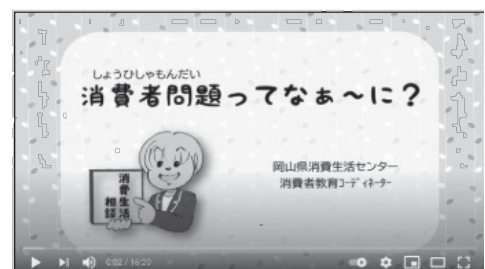 しょうひしゃもんだい
消費者問題ってなぁ～に？
消費生活
相談
岡山県消費生活センター
消費者教育ｺｰﾃﾞｨﾈｰﾀｰ
0:02 / 16:20